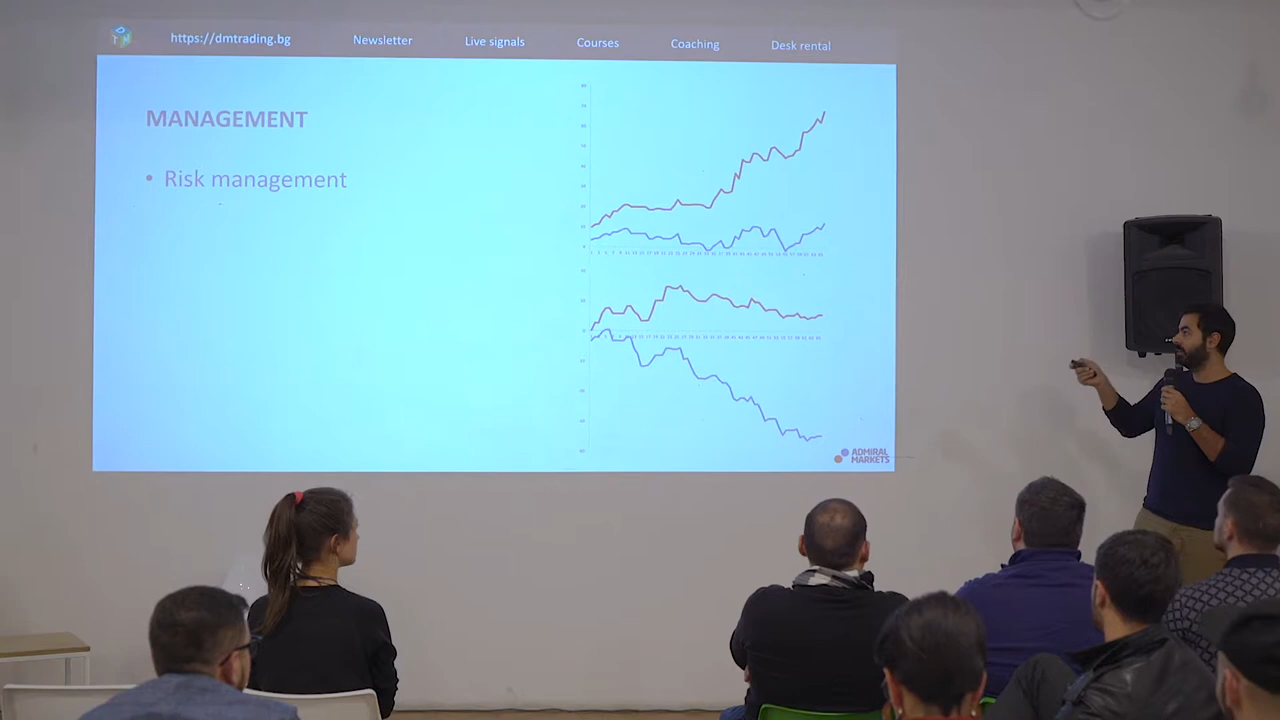 https://dmtrading.bg Newsletter Live signals Courses Coaching Desk rental
MANAGEMENT
• Risk management
ADMIRAL
MARKETS